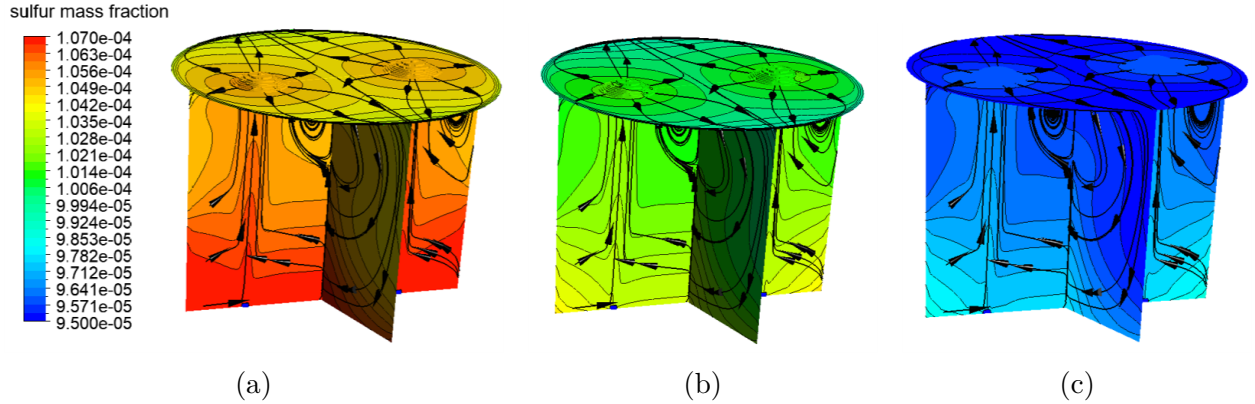 sulfur mass fraction
1.070e-04
1.063e-04
1.056e-04
1.049e-04
1.042e-04
1.035e-04
1.028e-04
1.021e-04
1.014e-04
1.006e-04
9.994e-05
9.924e-05
9.853e-05
9.782e-05
9.712e-05
9.641e-05
9.571e-05
9.500e-05
(a) (b) (c)